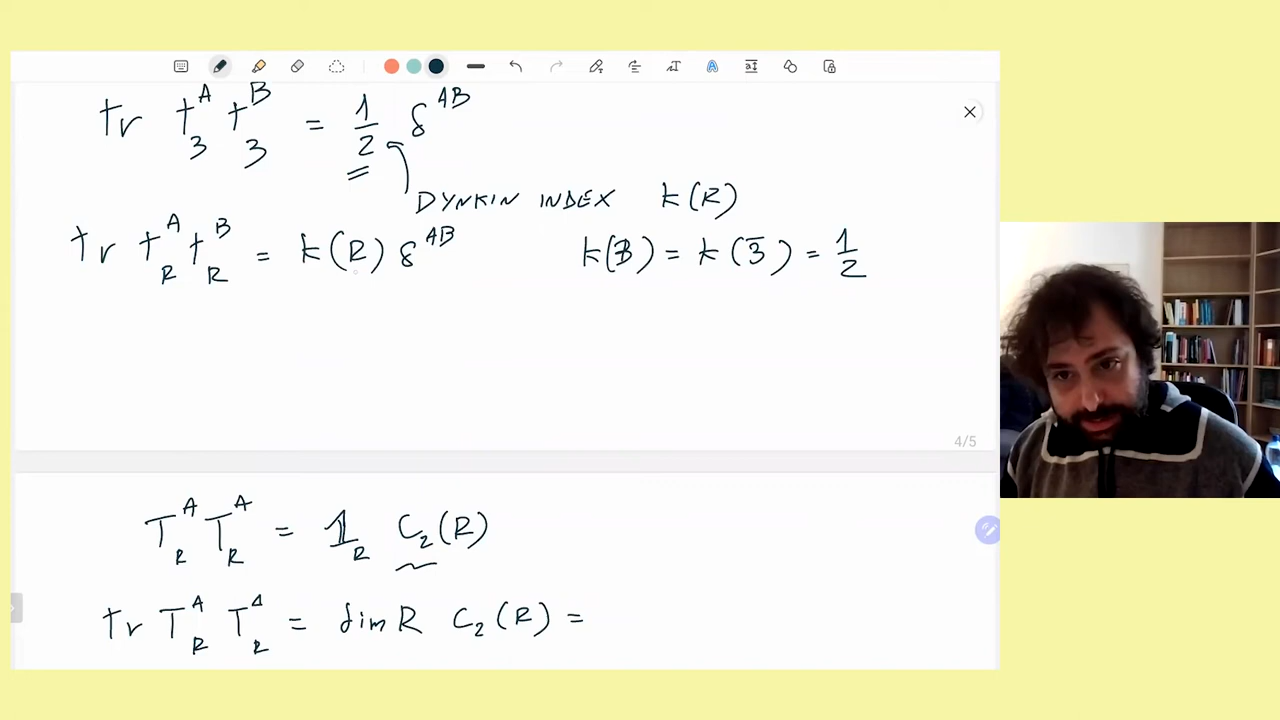 tr t^A_3 t^B_3 = 1/2 δ^AB
DYNKIN INDEX k(R)
tr t^A_R t^B_R = k(R) δ^AB k(3) = k(3̄) = 1/2
4/5
T^A_R T^A_R = 𝟙_R C_2(R)
tr T^A_R T^A_R = dim R C_2(R) =